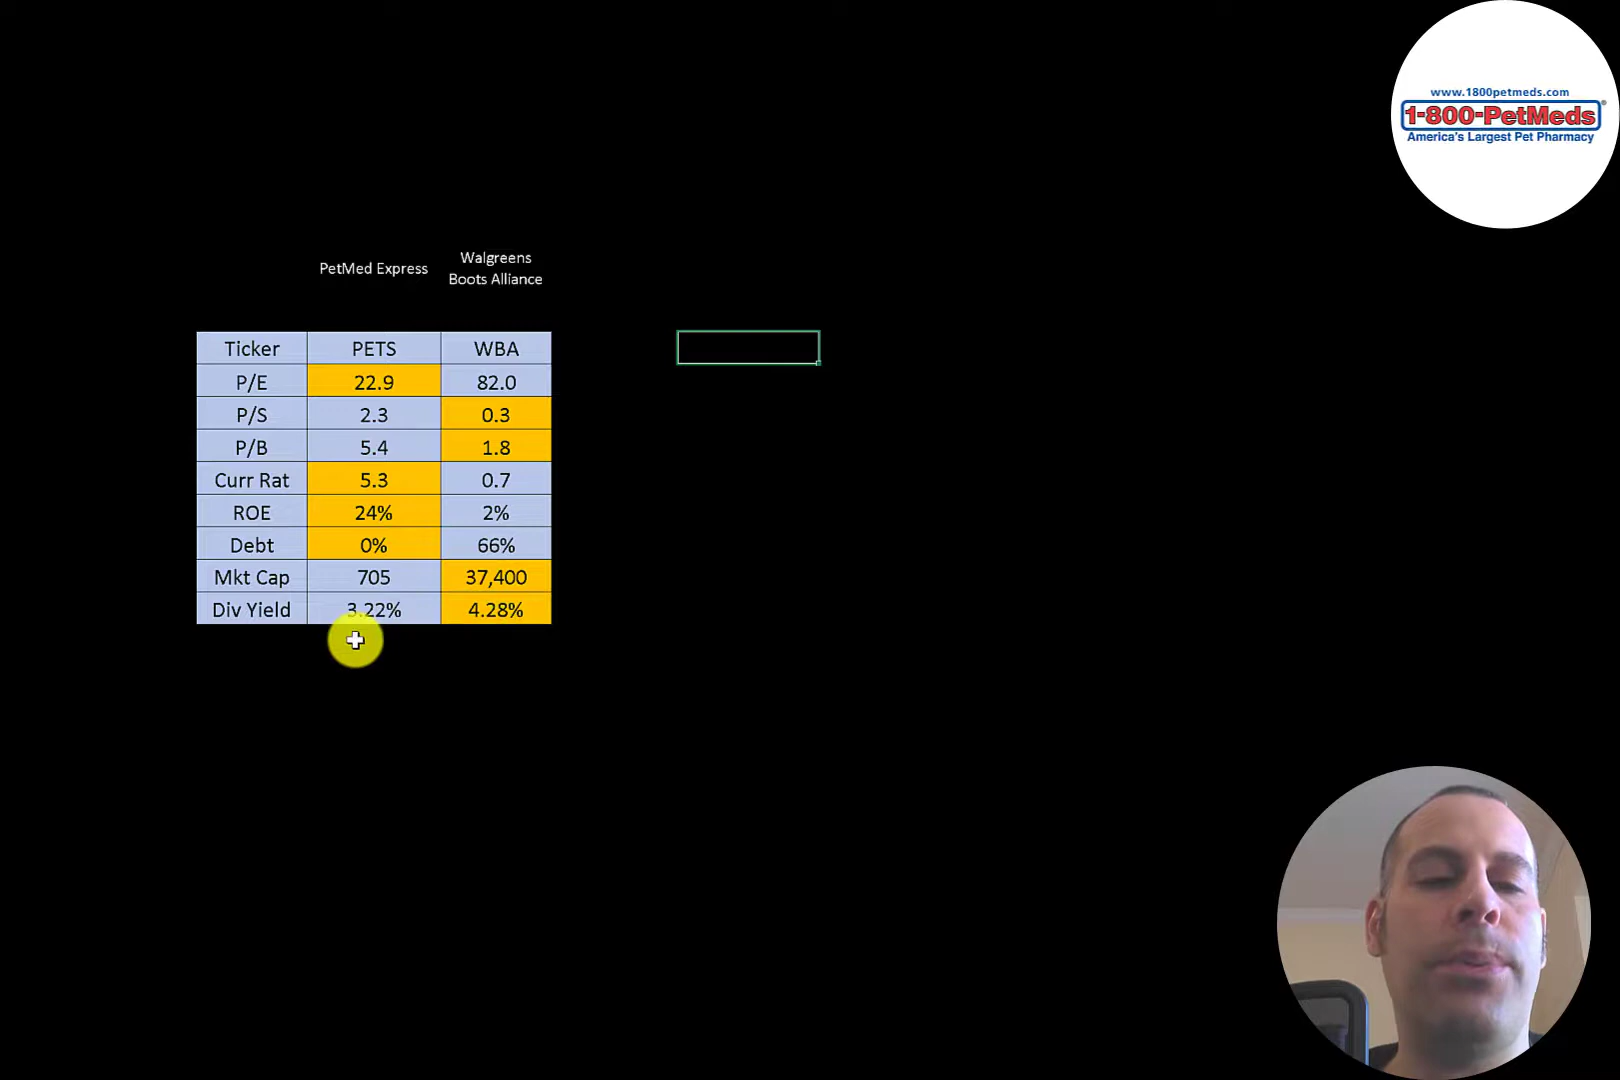 www.1800petmeds.com
1-800-PetMeds®
America's Largest Pet Pharmacy
PetMed Express
Walgreens
Boots Alliance
Ticker PETS WBA
P/E 22.9 82.0
P/S 2.3 0.3
P/B 5.4 1.8
Curr Rat 5.3 0.7
ROE 24% 2%
Debt 0% 66%
Mkt Cap 705 37,400
Div Yield 3.22% 4.28%